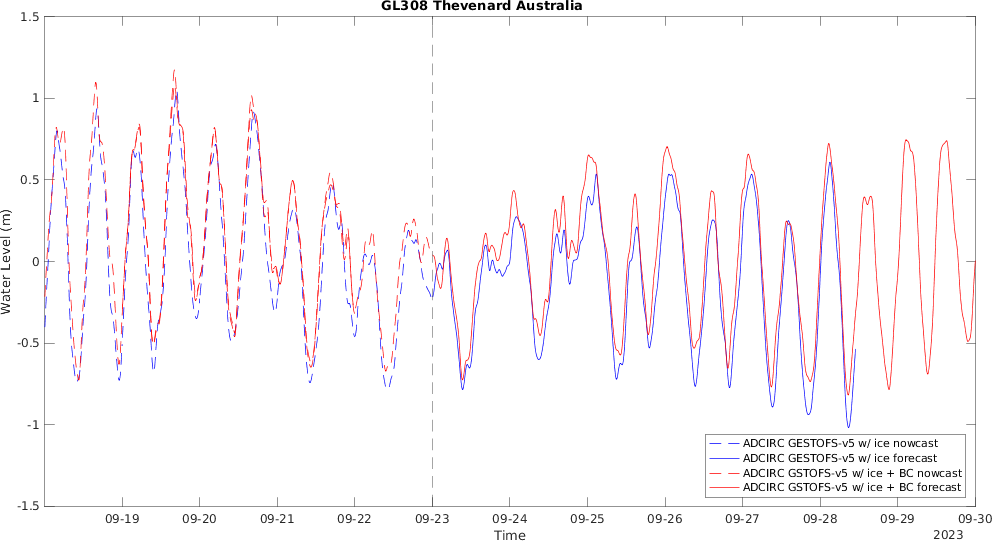 GL308 Thevenard Australia
1.5
1
0.5
0
-0.5
-1
-1.5
Water Level (m)
ADCIRC GESTOFS-v5 w/ ice nowcast
ADCIRC GESTOFS-v5 w/ ice forecast
ADCIRC GSTOFS-v5 w/ ice + BC nowcast
ADCIRC GSTOFS-v5 w/ ice + BC forecast
09-19 09-20 09-21 09-22 09-23 09-24 09-25 09-26 09-27 09-28 09-29 09-30
Time
2023